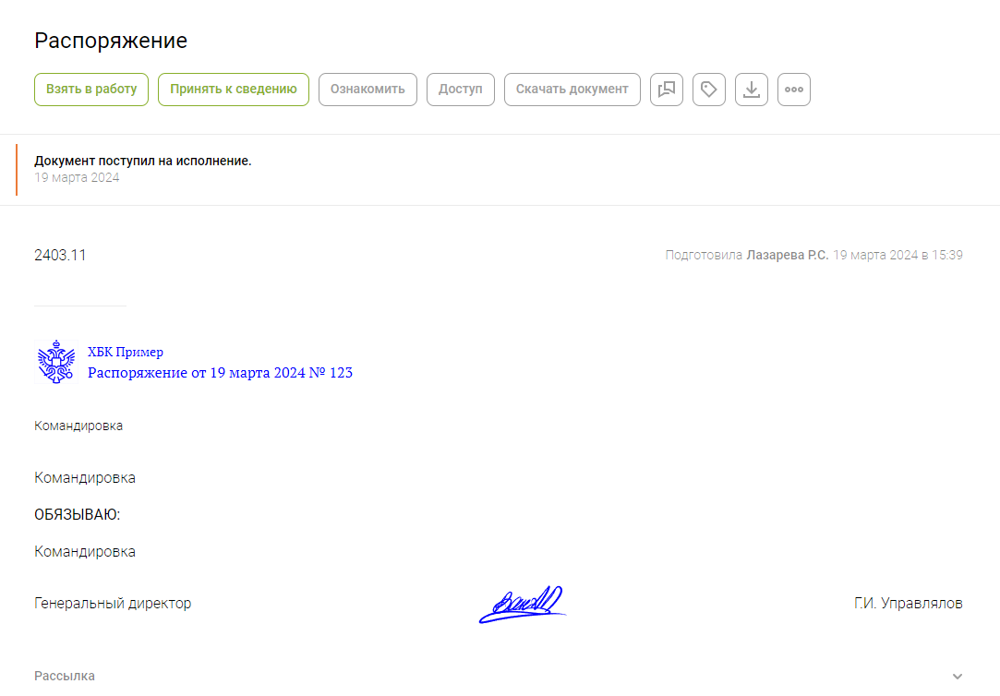 Распоряжение
Взять в работу Принять к сведению Ознакомить Доступ Скачать документ
Документ поступил на исполнение.
19 марта 2024
2403.11 Подготовила Лазарева Р.С. 19 марта 2024 в 15:39
ХБК Пример
Распоряжение от 19 марта 2024 № 123
Командировка
Командировка
ОБЯЗЫВАЮ:
Командировка
Генеральный директор Г.И. Управлялов
Рассылка